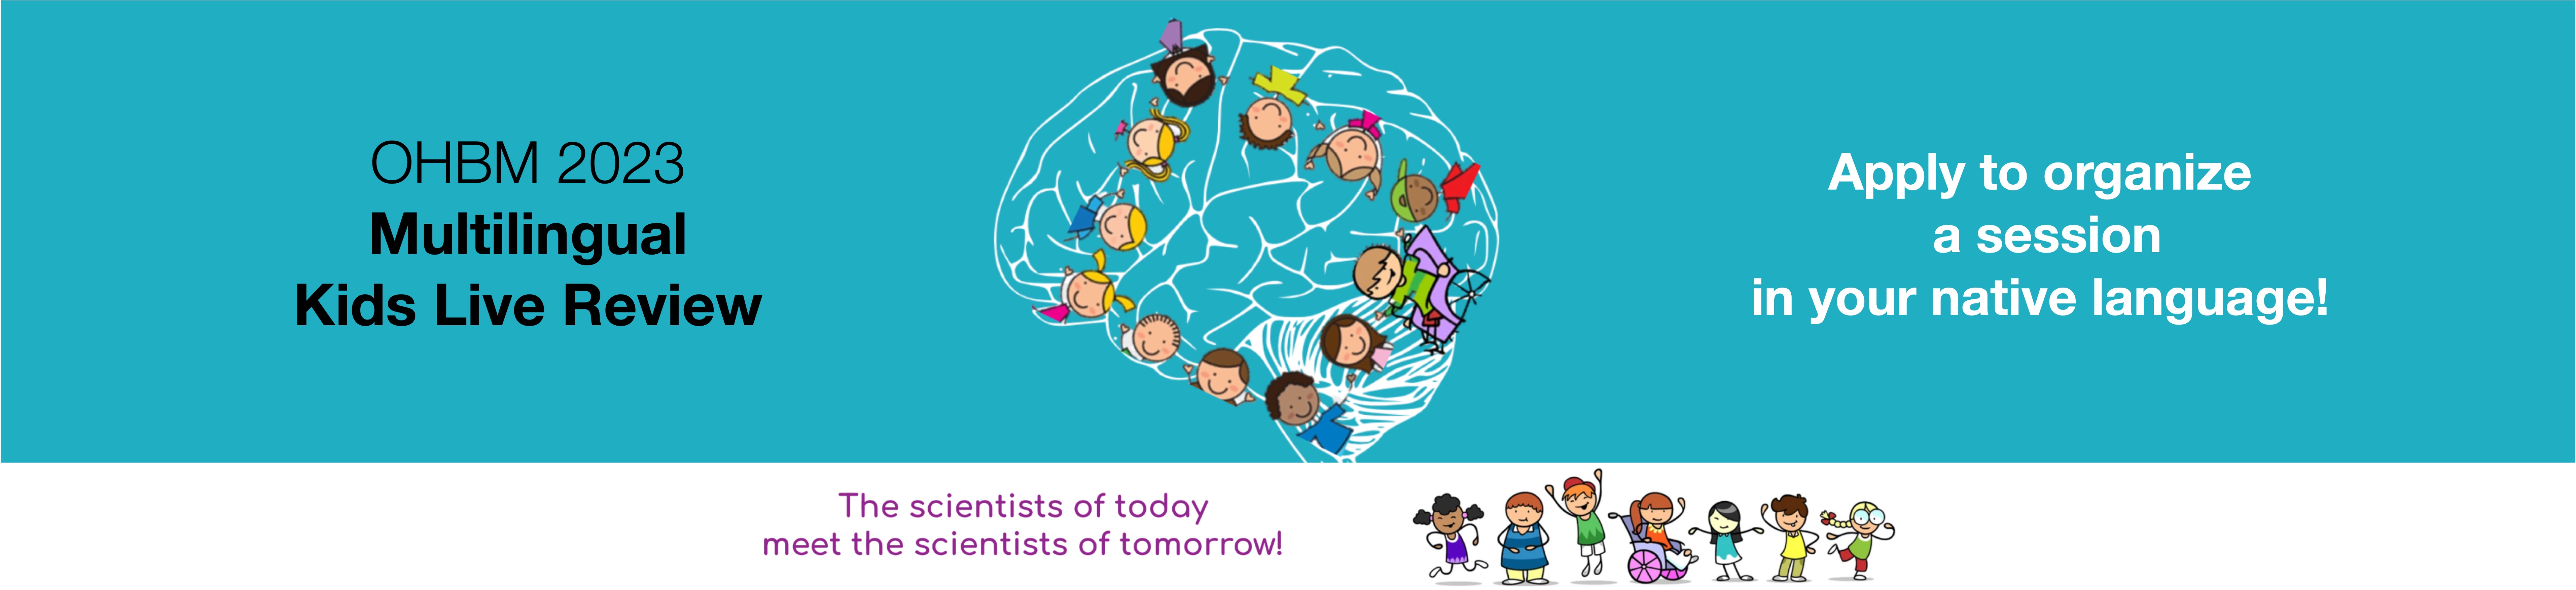 OHBM 2023
Multilingual
Kids Live Review
Apply to organize
a session
in your native language!
The scientists of today
meet the scientists of tomorrow!